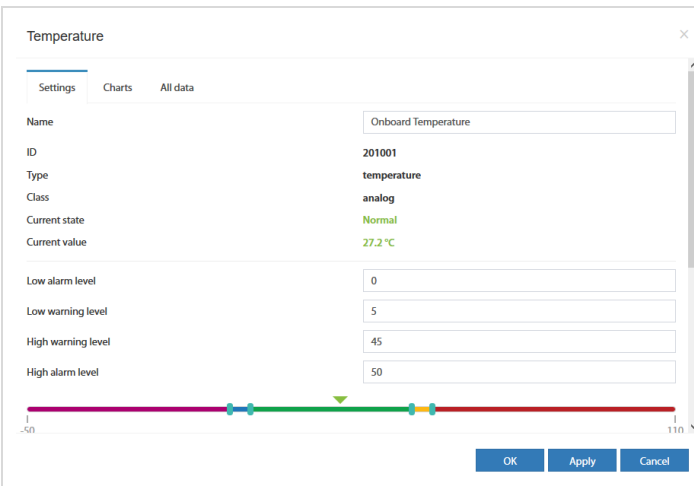 Temperature
×
Settings Charts All data
Name Onboard Temperature
ID 201001
Type temperature
Class analog
Current state Normal
Current value 27.2 °C
Low alarm level 0
Low warning level 5
High warning level 45
High alarm level 50
-50 110
OK Apply Cancel